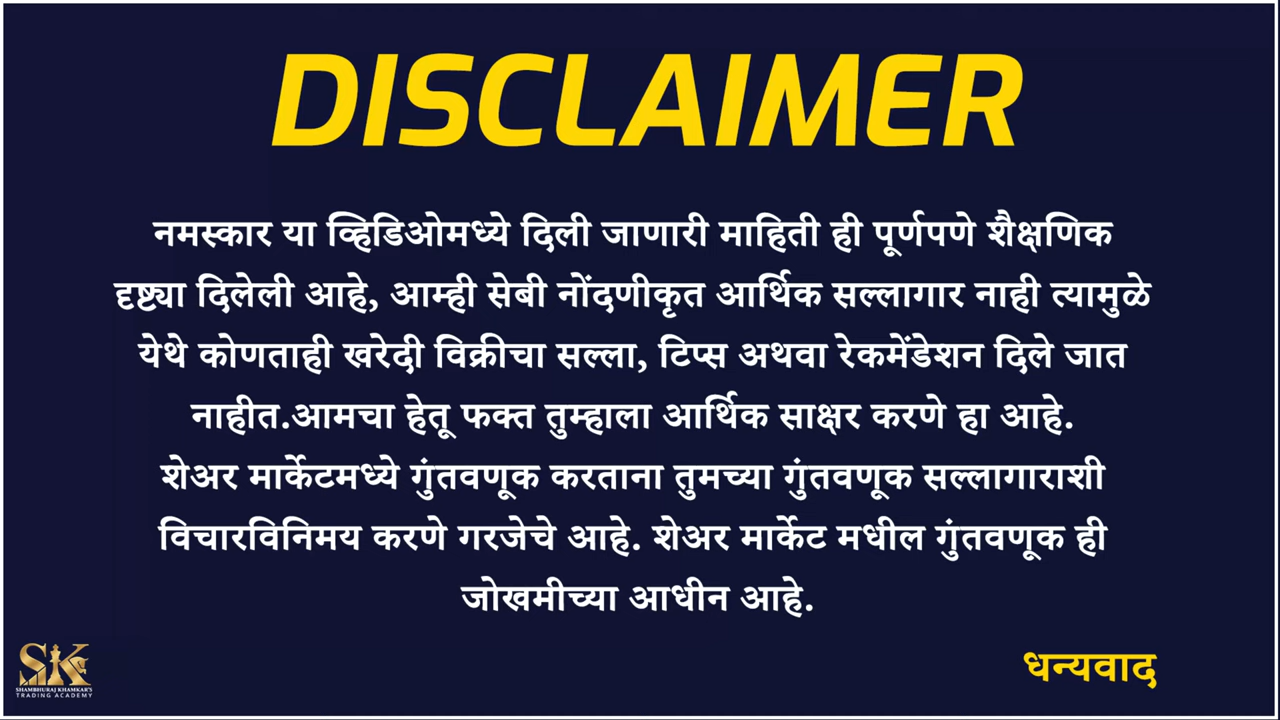 DISCLAIMER
नमस्कार या व्हिडिओमध्ये दिली जाणारी माहिती ही पूर्णपणे शैक्षणिक
दृष्ट्या दिलेली आहे, आम्ही सेबी नोंदणीकृत आर्थिक सल्लागार नाही त्यामुळे
येथे कोणताही खरेदी विक्रीचा सल्ला, टिप्स अथवा रेकमेंडेशन दिले जात
नाहीत.आमचा हेतू फक्त तुम्हाला आर्थिक साक्षर करणे हा आहे.
शेअर मार्केटमध्ये गुंतवणूक करताना तुमच्या गुंतवणूक सल्लागाराशी
विचारविनिमय करणे गरजेचे आहे. शेअर मार्केट मधील गुंतवणूक ही
जोखमीच्या आधीन आहे.
धन्यवाद
SK
SHAMBHURAJ KHAMKAR'S
TRADING ACADEMY